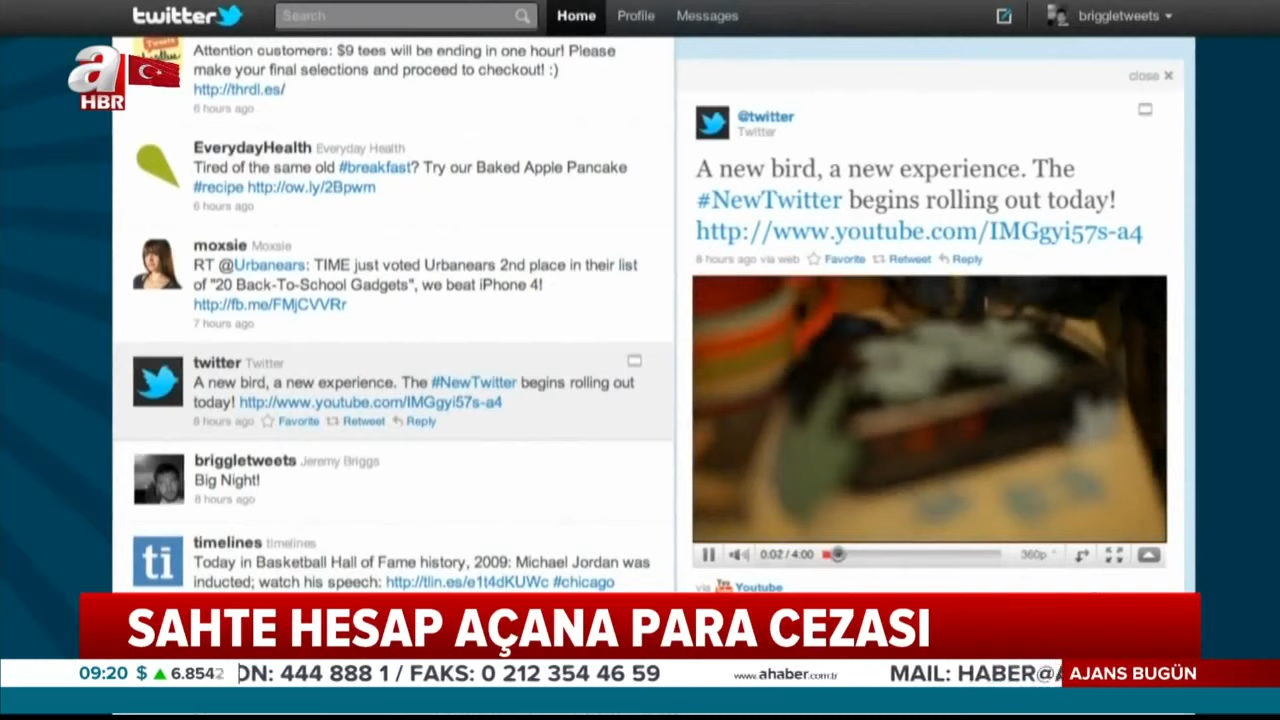 twitter
Search
Home
Profile
Messages
briggletweets
a
HBR
Attention customers: $9 tees will be ending in one hour! Please
make your final selections and proceed to checkout! :)
http://thrdl.es/
6 hours ago
EverydayHealth Everyday Health
Tired of the same old #breakfast? Try our Baked Apple Pancake
#recipe http://ow.ly/2Bpwm
6 hours ago
moxsie Moxsie
RT @Urbanears: TIME just voted Urbanears 2nd place in their list
of "20 Back-To-School Gadgets", we beat iPhone 4!
http://fb.me/FMjCVVRr
7 hours ago
twitter Twitter
A new bird, a new experience. The #NewTwitter begins rolling out
today! http://www.youtube.com/IMGgyi57s-a4
8 hours ago Favorite Retweet Reply
briggletweets Jeremy Briggs
Big Night!
8 hours ago
ti
timelines timelines
Today in Basketball Hall of Fame history, 2009: Michael Jordan was
inducted; watch his speech: http://tlin.es/e1t4dKUWc #chicago
close
@twitter
Twitter
A new bird, a new experience. The
#NewTwitter begins rolling out today!
http://www.youtube.com/IMGgyi57s-a4
8 hours ago via web Favorite Retweet Reply
0:02 / 4:00
360p
via Youtube
SAHTE HESAP AÇANA PARA CEZASI
09:20 $ 6.8542
ON: 444 888 1 / FAKS: 0 212 354 46 59
www.ahaber.com.tr
MAIL: HABER@
AJANS BUGÜN